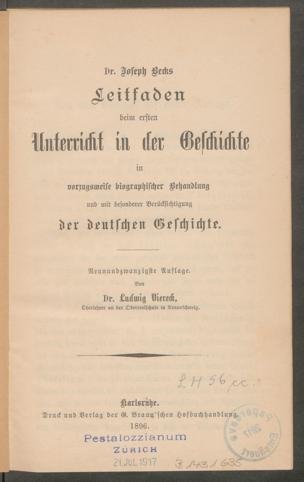 Dr. Joseph Becks
Leitfaden
beim ersten
Unterricht in der Geschichte
in
vorzugsweise biographischer Behandlung
und mit besonderer Berücksichtigung
der deutschen Geschichte.
Neunundzwanzigste Auflage.
Von
Dr. Ludwig Viereck,
Oberlehrer an der Oberrealschule in Braunschweig.
Karlsruhe.
Druck und Verlag der G. Braun'schen Hofbuchhandlung.
1896.
Pestalozzianum
ZÜRICH
21.JUL.1917